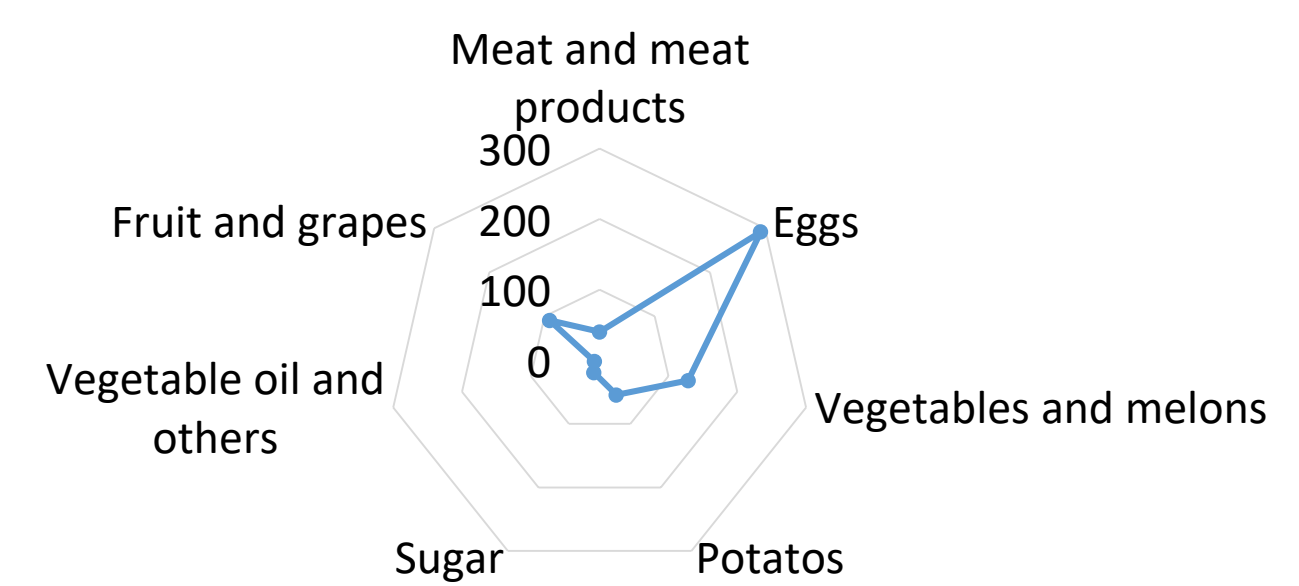 Meat and meat
products
300
200
100
0
Eggs
Vegetables and melons
Potatos
Sugar
Vegetable oil and
others
Fruit and grapes